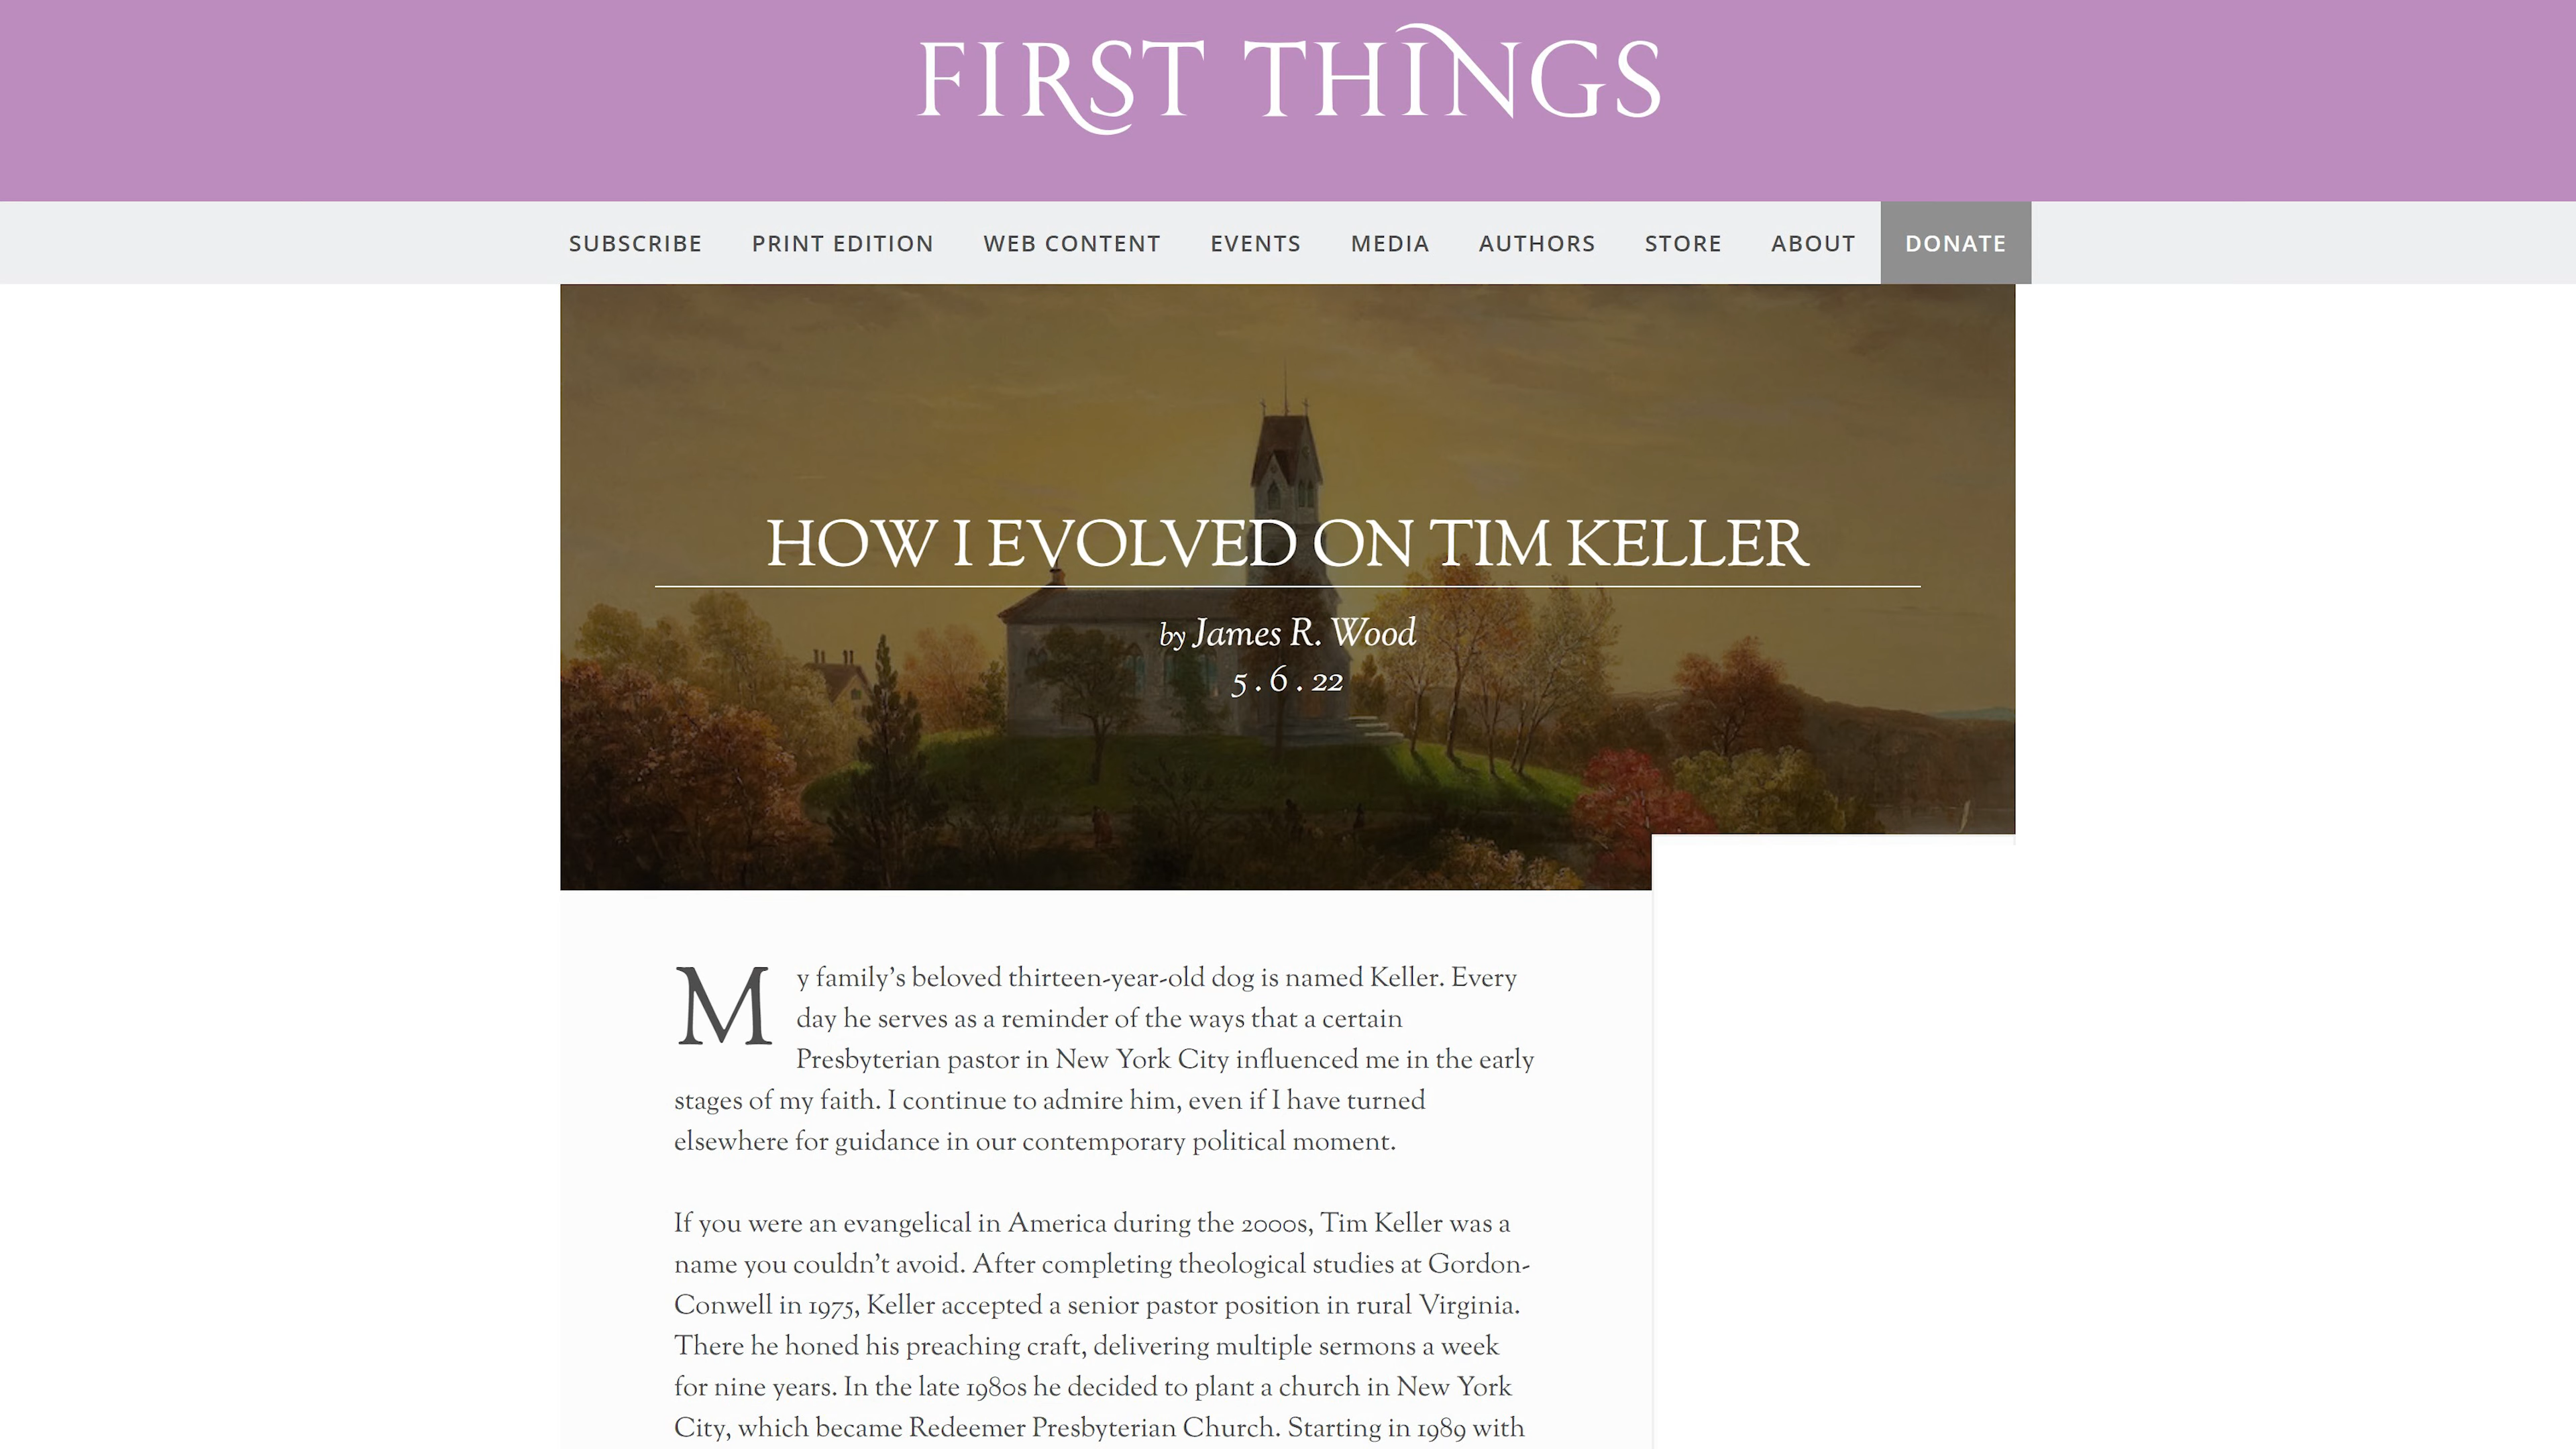 FIRST THINGS
SUBSCRIBE PRINT EDITION WEB CONTENT EVENTS MEDIA AUTHORS STORE ABOUT DONATE
HOW I EVOLVED ON TIM KELLER
by James R. Wood
5 . 6 . 22
My family’s beloved thirteen-year-old dog is named Keller. Every
day he serves as a reminder of the ways that a certain
Presbyterian pastor in New York City influenced me in the early
stages of my faith. I continue to admire him, even if I have turned
elsewhere for guidance in our contemporary political moment.
If you were an evangelical in America during the 2000s, Tim Keller was a
name you couldn’t avoid. After completing theological studies at Gordon-
Conwell in 1975, Keller accepted a senior pastor position in rural Virginia.
There he honed his preaching craft, delivering multiple sermons a week
for nine years. In the late 1980s he decided to plant a church in New York
City, which became Redeemer Presbyterian Church. Starting in 1989 with